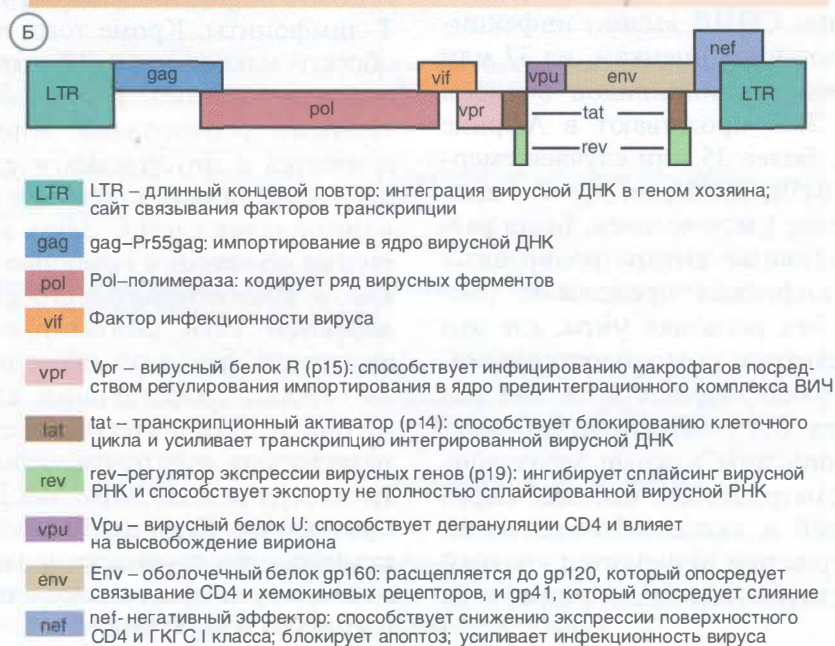 Б
nef
gag
vif
vpu
env
LTR
LTR
pol
vpr
tat
rev
LTR LTR – длинный концевой повтор: интеграция вирусной ДНК в геном хозяина;
сайт связывания факторов транскрипции
gag gag–Pr55gag: импортирование в ядро вирусной ДНК
pol Pol–полимераза: кодирует ряд вирусных ферментов
vif Фактор инфекционности вируса
vpr Vpr – вирусный белок R (p15): способствует инфицированию макрофагов посред-
ством регулирования импортирования в ядро прединтеграционного комплекса ВИЧ
tat tat – транскрипционный активатор (p14): способствует блокированию клеточного
цикла и усиливает транскрипцию интегрированной вирусной ДНК
rev rev–регулятор экспрессии вирусных генов (p19): ингибирует сплайсинг вирусной
РНК и способствует экспорту не полностью сплайсированной вирусной РНК
vpu Vpu – вирусный белок U: способствует дегрануляции CD4 и влияет
на высвобождение вириона
env Env – оболочечный белок gp160: расщепляется до gp120, который опосредует
связывание CD4 и хемокиновых рецепторов, и gp41, который опосредует слияние
nef nef- негативный эффектор: способствует снижению экспрессии поверхностного
CD4 и ГКГС I класса; блокирует апоптоз; усиливает инфекционность вируса